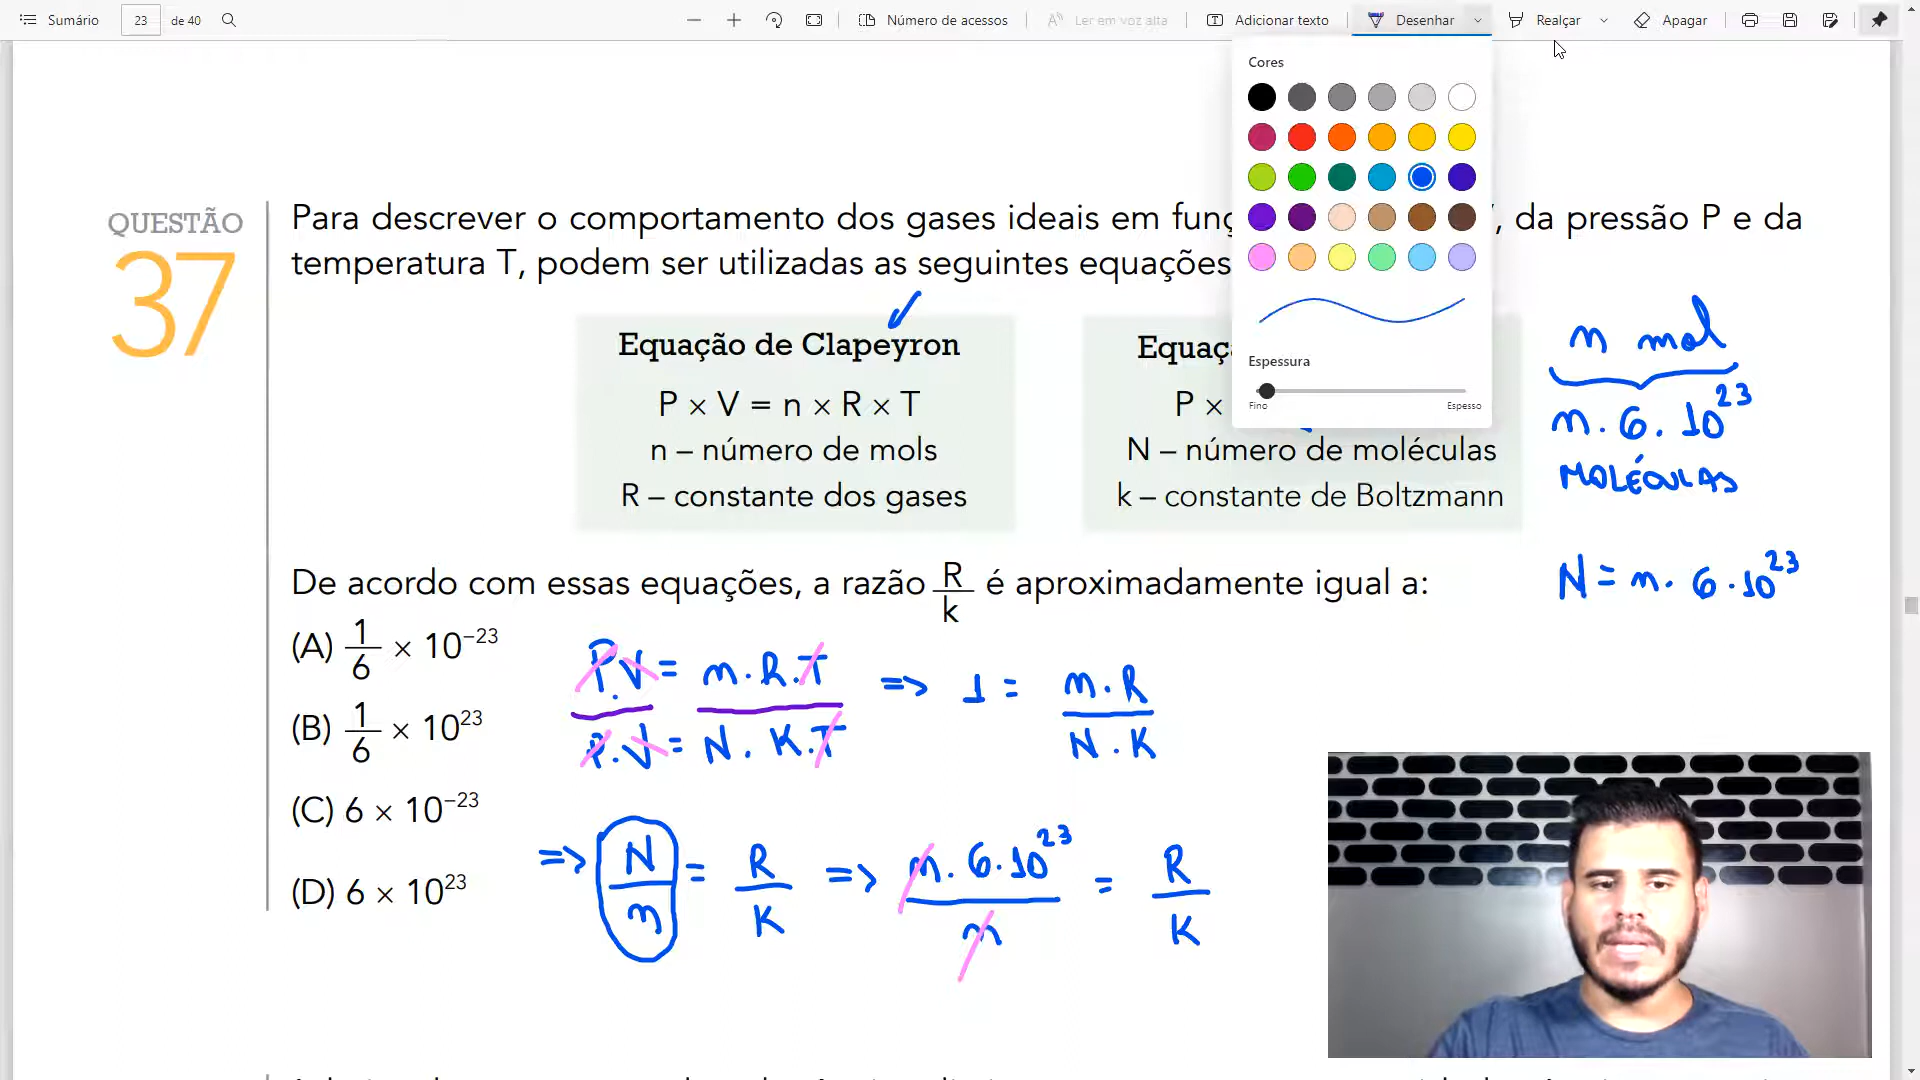 Sumário 23 de 40 Número de acessos Ler em voz alta Adicionar texto Desenhar Realçar Apagar
Cores
Espessura
Fino Espesso
QUESTÃO
37
Para descrever o comportamento dos gases ideais em , da pressão P e da
temperatura T, podem ser utilizadas as seguintes equações
Equação de Clapeyron
P × V = n × R × T
n – número de mols
R – constante dos gases
P ×
N – número de moléculas
k – constante de Boltzmann
n mol
n. 6. 10^23
MOLÉCULAS
N = n. 6.10^23
De acordo com essas equações, a razão R/k é aproximadamente igual a:
(A) 1/6 × 10^−23
(B) 1/6 × 10^23
(C) 6 × 10^−23
(D) 6 × 10^23
P.V = n.R.T => 1 = n.R
P.V = N. K.T N.K
=> N/n = R/K => n. 6.10^23/n = R/K